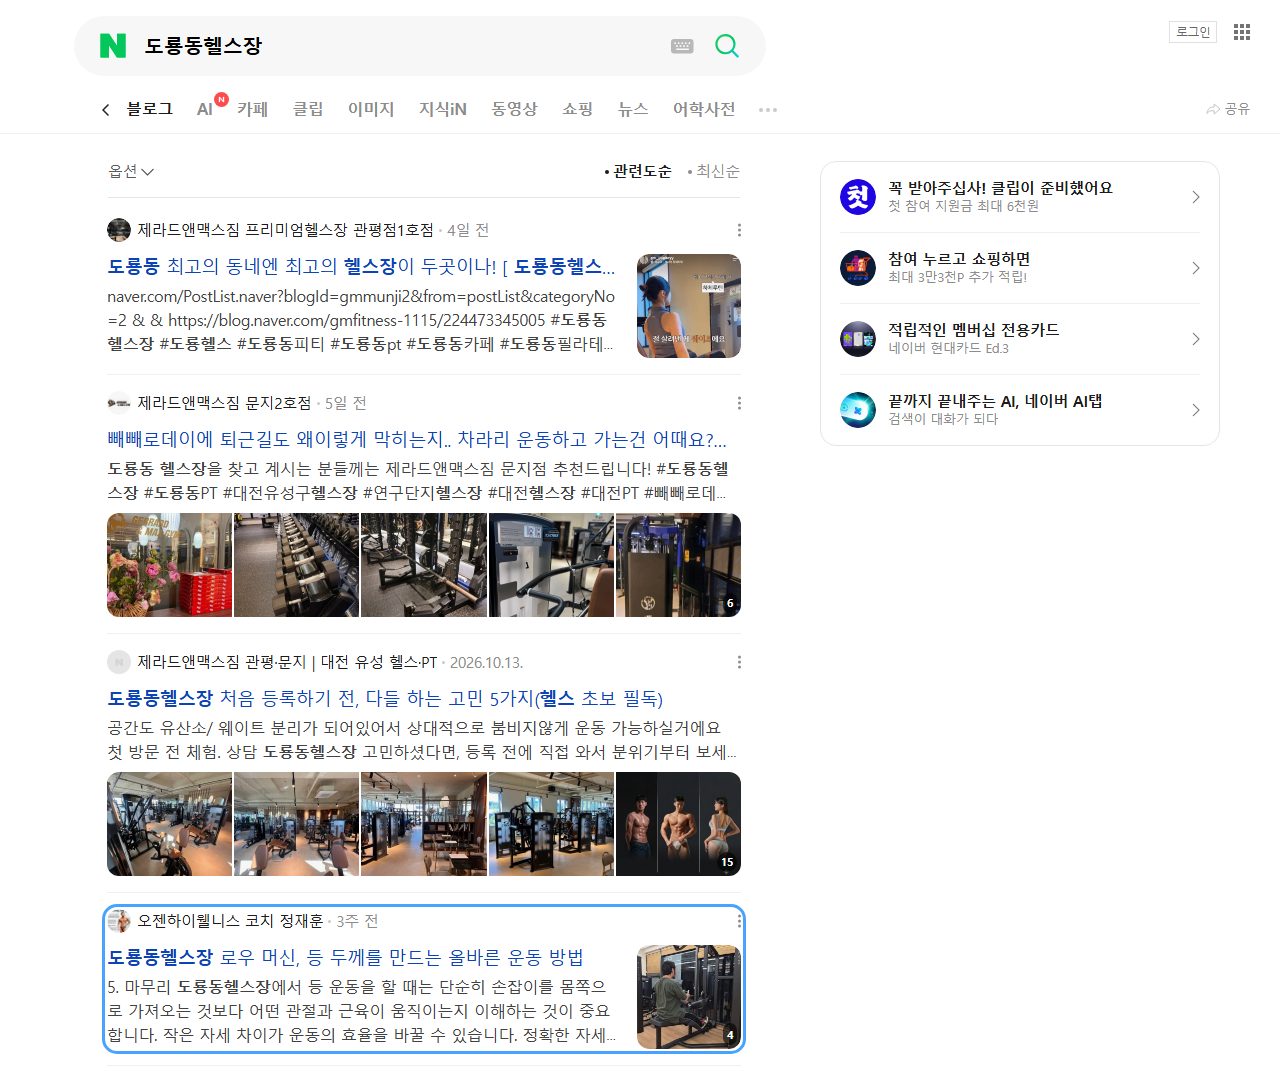 도룡동헬스장
로그인
블로그
AI
N
카페
클립
이미지
지식iN
동영상
쇼핑
뉴스
어학사전
공유
옵션
• 관련도순
• 최신순
제라드앤맥스짐 프리미엄헬스장 관평점1호점 · 4일 전
도룡동 최고의 동네엔 최고의 헬스장이 두곳이나! [ 도룡동헬스...
naver.com/PostList.naver?blogId=gmmunji2&from=postList&categoryNo
=2 & & https://blog.naver.com/gmfitness-1115/224473345005 #도룡동
헬스장 #도룡헬스 #도룡동피티 #도룡동pt #도룡동카페 #도룡동필라테...
제라드앤맥스짐 문지2호점 · 5일 전
빼빼로데이에 퇴근길도 왜이렇게 막히는지.. 차라리 운동하고 가는건 어때요?...
도룡동 헬스장을 찾고 계시는 분들께는 제라드앤맥스짐 문지점 추천드립니다! #도룡동헬
스장 #도룡동PT #대전유성구헬스장 #연구단지헬스장 #대전헬스장 #대전PT #빼빼로데...
6
제라드앤맥스짐 관평·문지 | 대전 유성 헬스·PT · 2026.10.13.
도룡동헬스장 처음 등록하기 전, 다들 하는 고민 5가지(헬스 초보 필독)
공간도 유산소/ 웨이트 분리가 되어있어서 상대적으로 붐비지않게 운동 가능하실거에요
첫 방문 전 체험. 상담 도룡동헬스장 고민하셨다면, 등록 전에 직접 와서 분위기부터 보세...
15
오젠하이웰니스 코치 정재훈 · 3주 전
도룡동헬스장 로우 머신, 등 두께를 만드는 올바른 운동 방법
5. 마무리 도룡동헬스장에서 등 운동을 할 때는 단순히 손잡이를 몸쪽으
로 가져오는 것보다 어떤 관절과 근육이 움직이는지 이해하는 것이 중요
합니다. 작은 자세 차이가 운동의 효율을 바꿀 수 있습니다. 정확한 자세...
4
첫
꼭 받아주십사! 클립이 준비했어요
첫 참여 지원금 최대 6천원
참여 누르고 쇼핑하면
최대 3만3천P 추가 적립!
적립적인 멤버십 전용카드
네이버 현대카드 Ed.3
끝까지 끝내주는 AI, 네이버 AI탭
검색이 대화가 되다